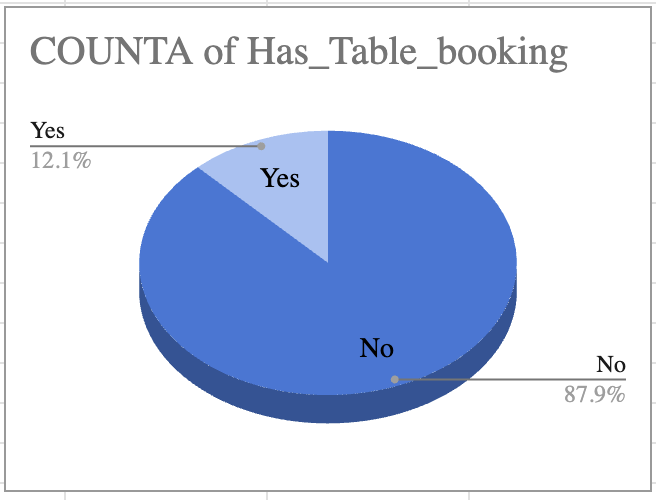 COUNTA of Has_Table_booking
Yes
12.1%
Yes
No
No
87.9%